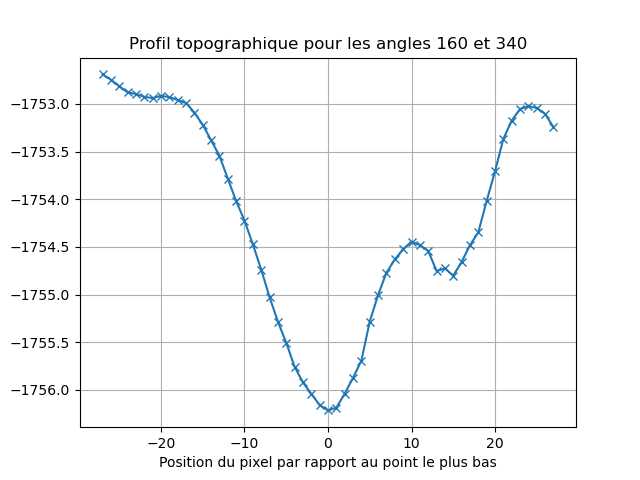 Profil topographique pour les angles 160 et 340
−1753.0
−1753.5
−1754.0
−1754.5
−1755.0
−1755.5
−1756.0
−20 −10 0 10 20
Position du pixel par rapport au point le plus bas